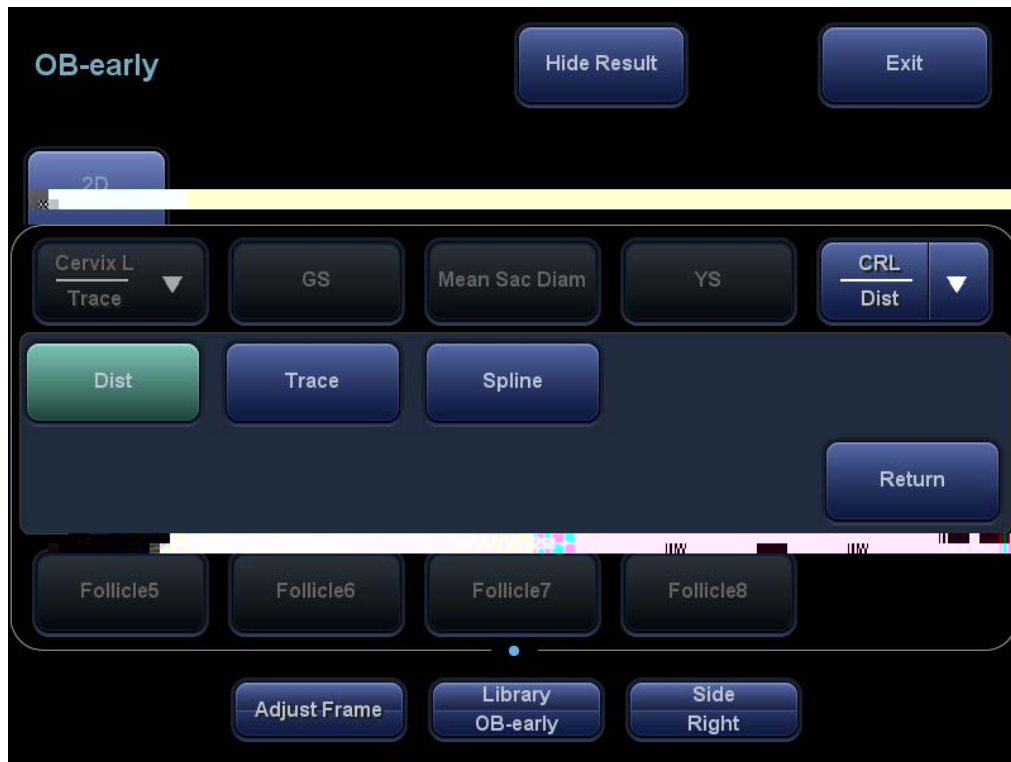 OB-early
Hide Result
Exit
2D
Cervix L
Trace
GS
Mean Sac Diam
YS
CRL
Dist
Dist
Trace
Spline
Return
Follicle5
Follicle6
Follicle7
Follicle8
Adjust Frame
Library
OB-early
Side
Right